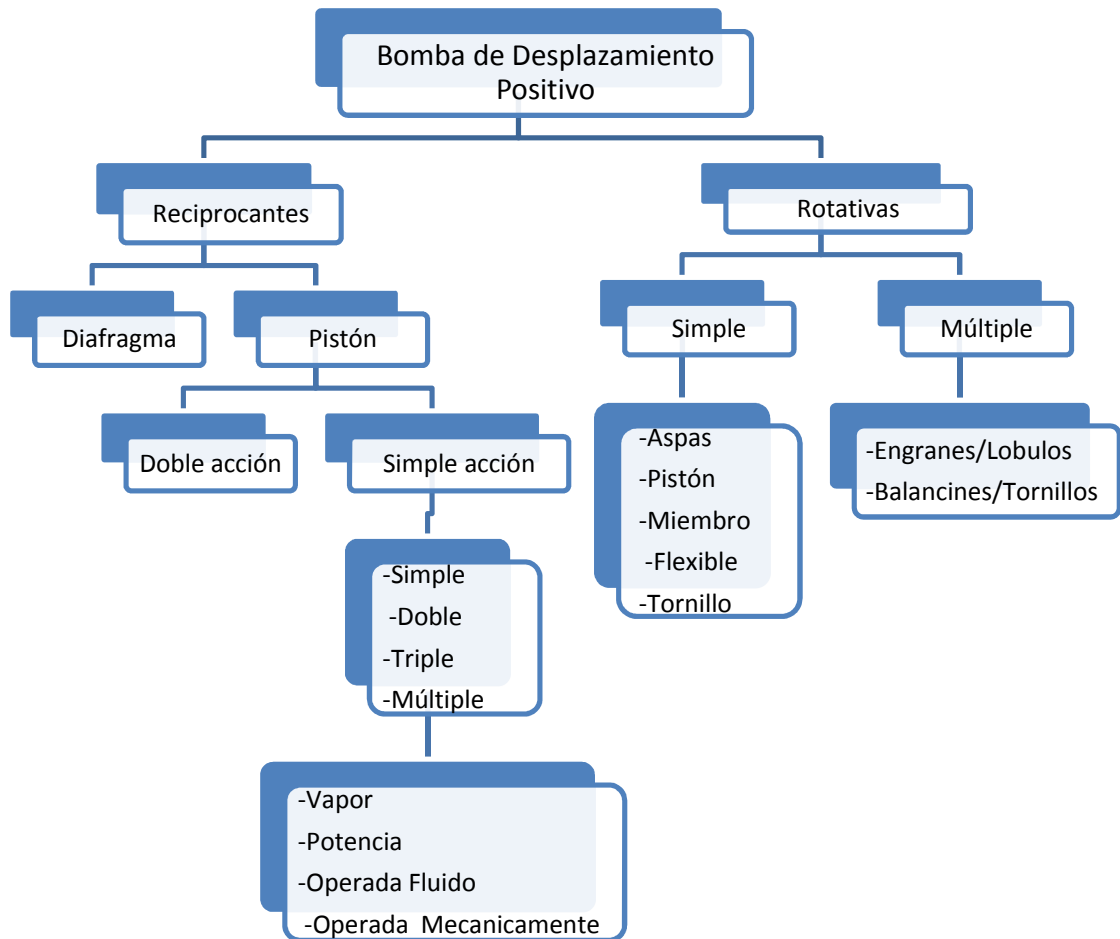 Bomba de Desplazamiento
Positivo
Reciprocantes
Rotativas
Diafragma
Pistón
Simple
Múltiple
Doble acción
Simple acción
-Aspas
-Pistón
-Miembro
-Flexible
-Tornillo
-Engranes/Lobulos
-Balancines/Tornillos
-Simple
-Doble
-Triple
-Múltiple
-Vapor
-Potencia
-Operada Fluido
-Operada Mecanicamente